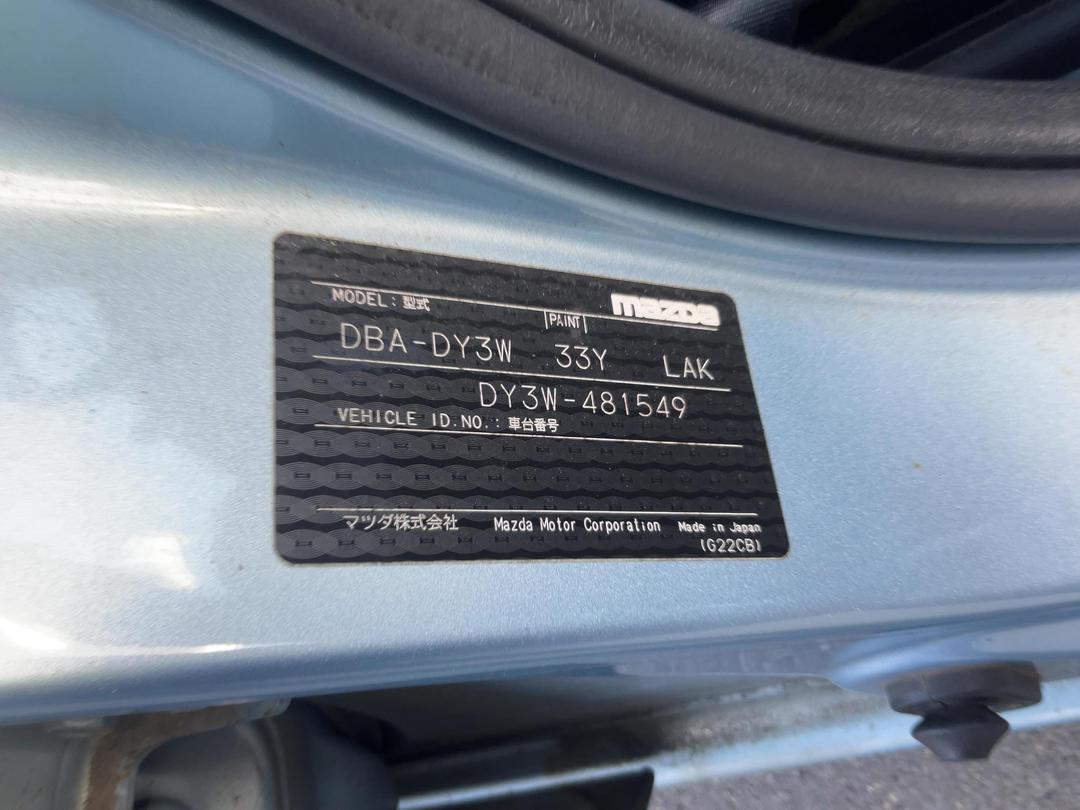 MODEL : 型式
PAINT
mazda
DBA-DY3W 33Y LAK
DY3W-481549
VEHICLE ID.NO. : 車台番号
マツダ株式会社 Mazda Motor Corporation Made in Japan
(G22CB)